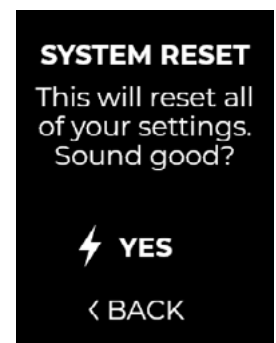 SYSTEM RESET
This will reset all
of your settings.
Sound good?
YES
< BACK